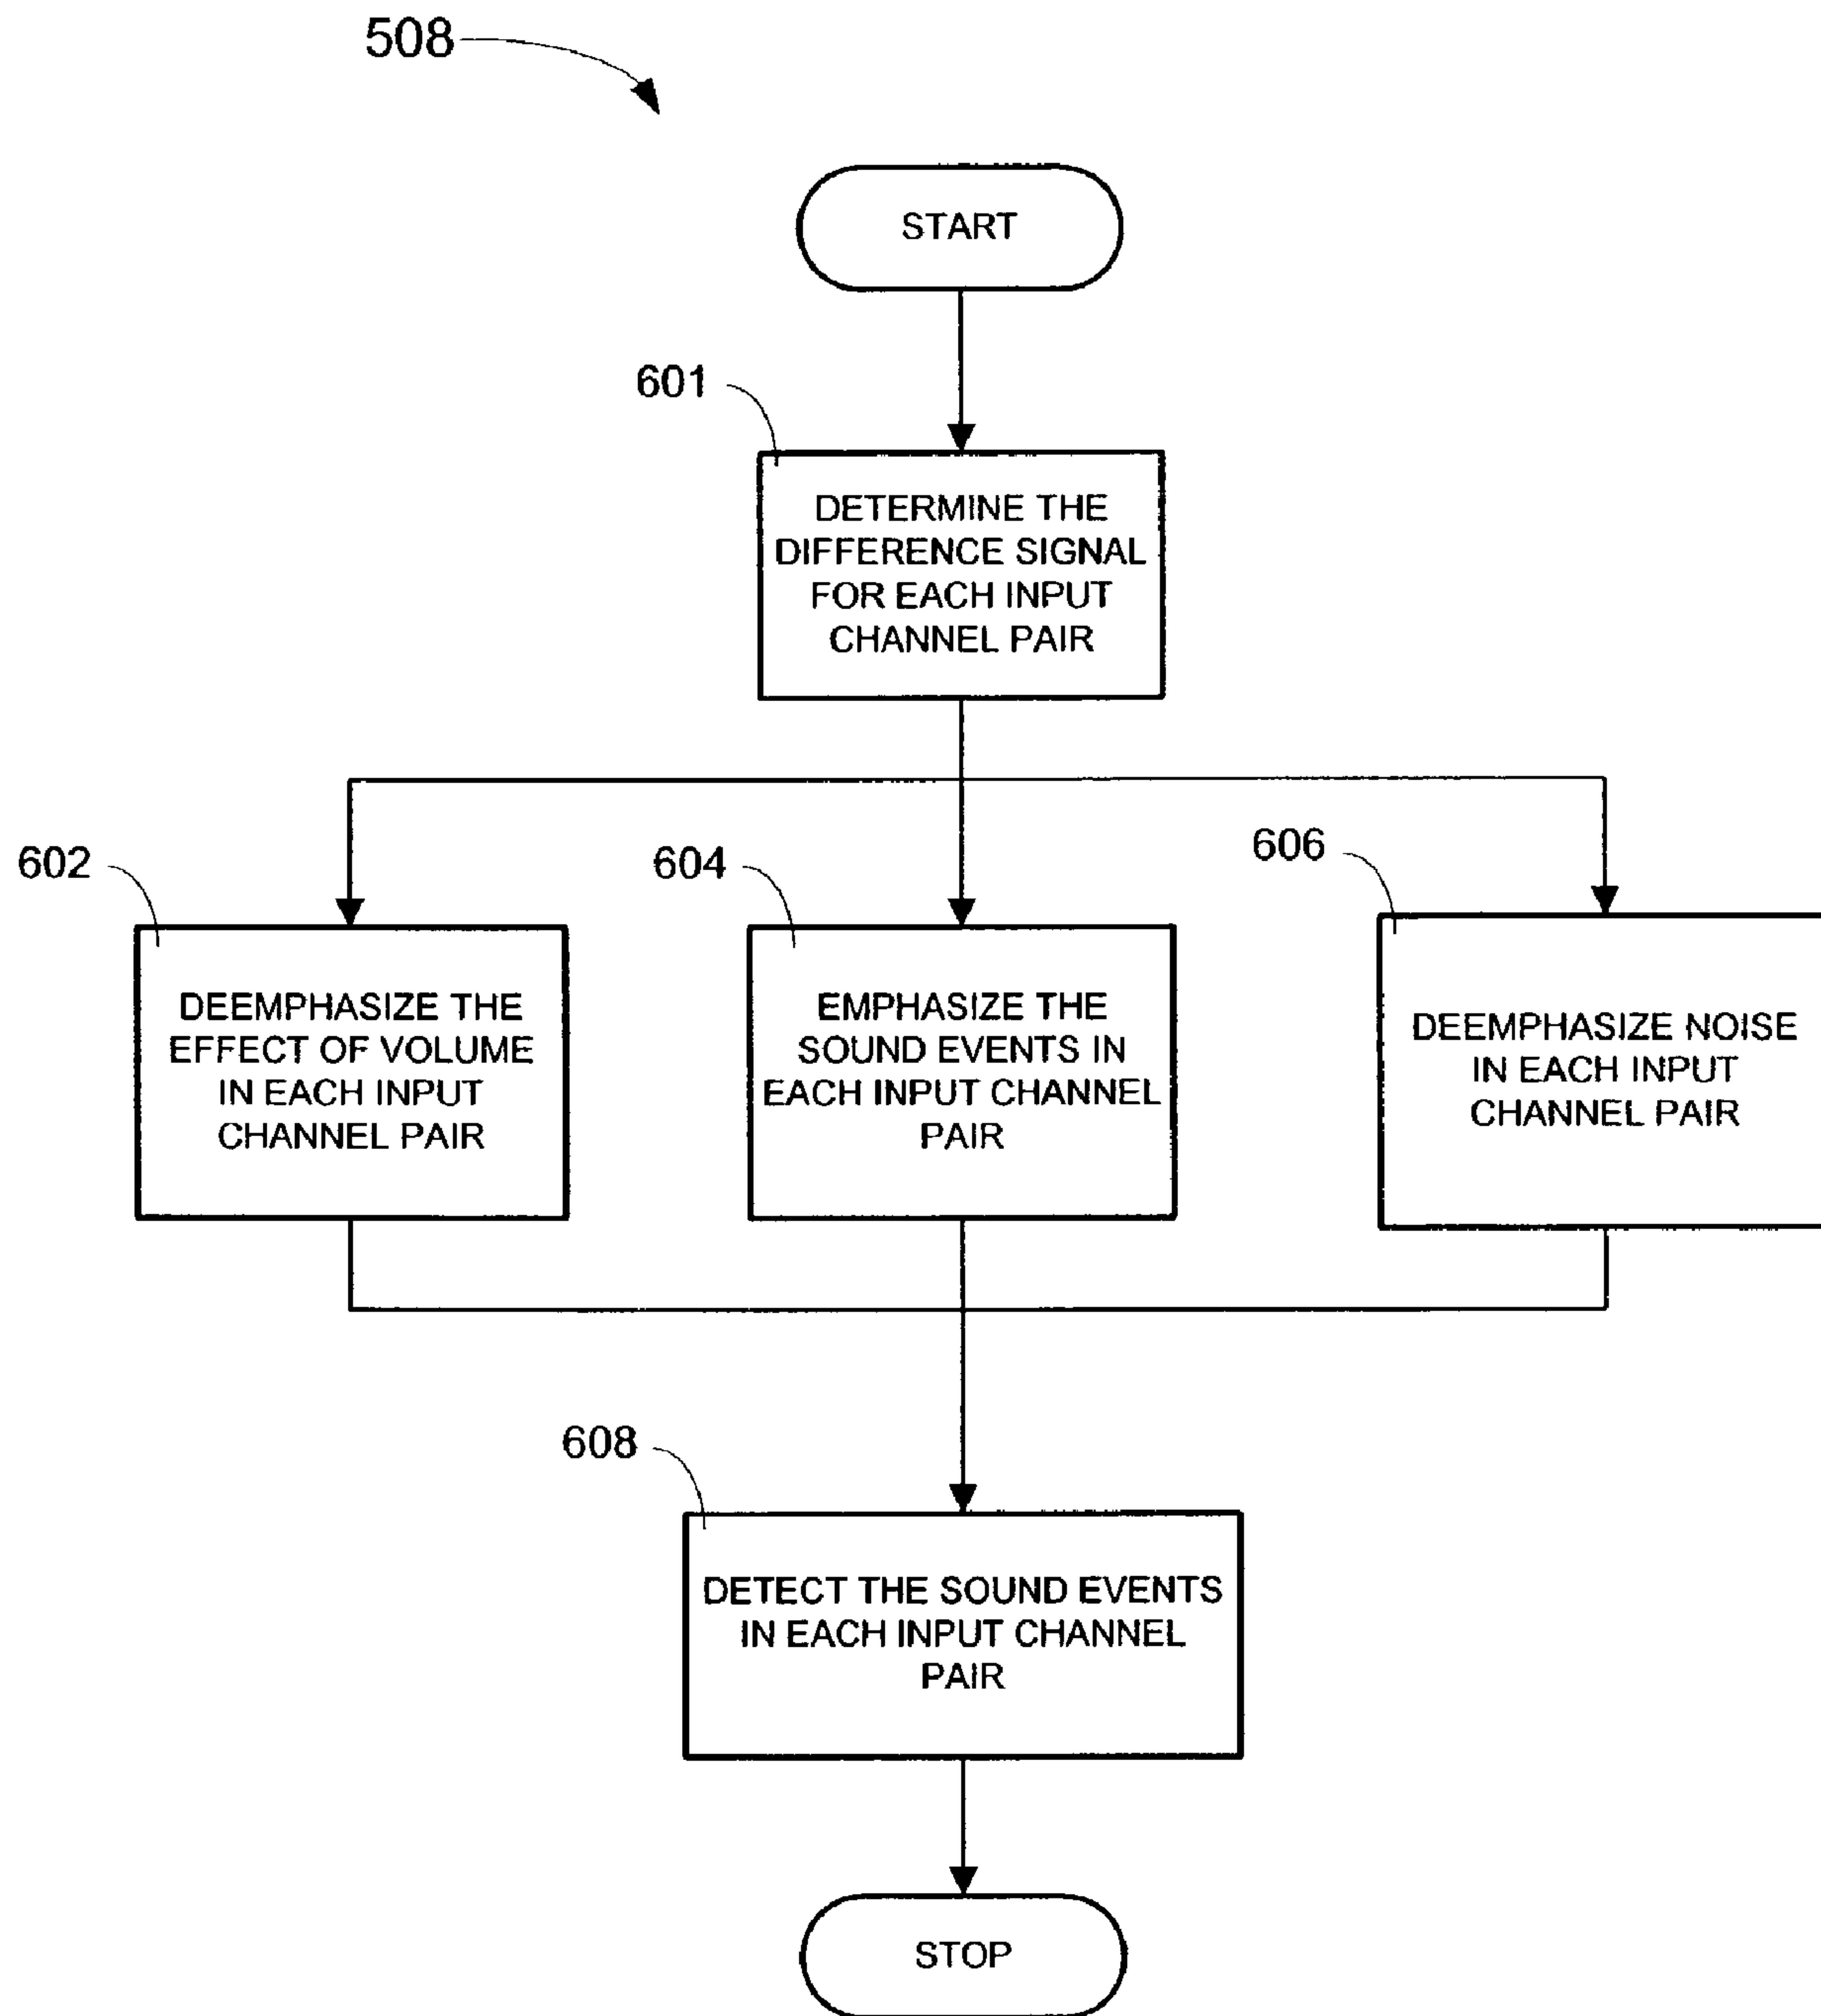 508
START
601
DETERMINE THE
DIFFERENCE SIGNAL
FOR EACH INPUT
CHANNEL PAIR
602
DEEMPHASIZE THE
EFFECT OF VOLUME
IN EACH INPUT
CHANNEL PAIR
604
EMPHASIZE THE
SOUND EVENTS IN
EACH INPUT CHANNEL
PAIR
606
DEEMPHASIZE NOISE
IN EACH INPUT
CHANNEL PAIR
608
DETECT THE SOUND EVENTS
IN EACH INPUT CHANNEL
PAIR
STOP